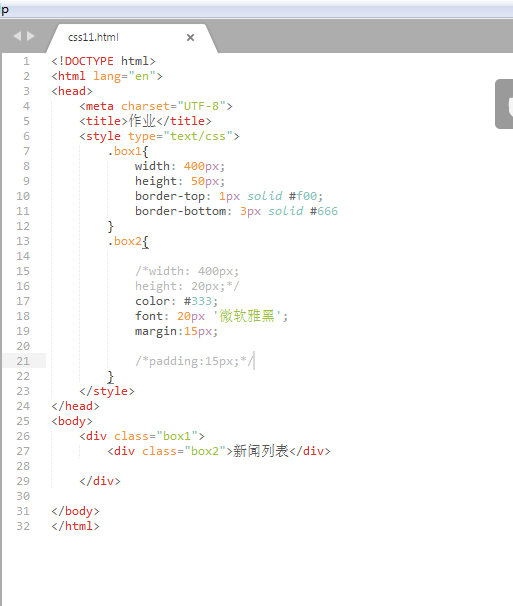 p
css11.html
1 <!DOCTYPE html>
2 <html lang="en">
3 <head>
4 <meta charset="UTF-8">
5 <title>作业</title>
6 <style type="text/css">
7 .box1{
8 width: 400px;
9 height: 50px;
10 border-top: 1px solid #f00;
11 border-bottom: 3px solid #666
12 }
13 .box2{
14
15 /*width: 400px;
16 height: 20px;*/
17 color: #333;
18 font: 20px '微软雅黑';
19 margin:15px;
20
21 /*padding:15px;*/
22 }
23 </style>
24 </head>
25 <body>
26 <div class="box1">
27 <div class="box2">新闻列表</div>
28
29 </div>
30
31 </body>
32 </html>